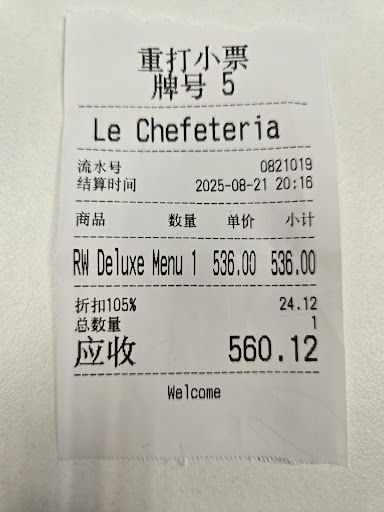 重打小票
牌号 5
Le Chefeteria
流水号 0821019
结算时间 2025-08-21 20:16
商品 数量 单价 小计
RW Deluxe Menu 1 536.00 536.00
折扣105% 24.12
总数量 1
应收 560.12
Welcome